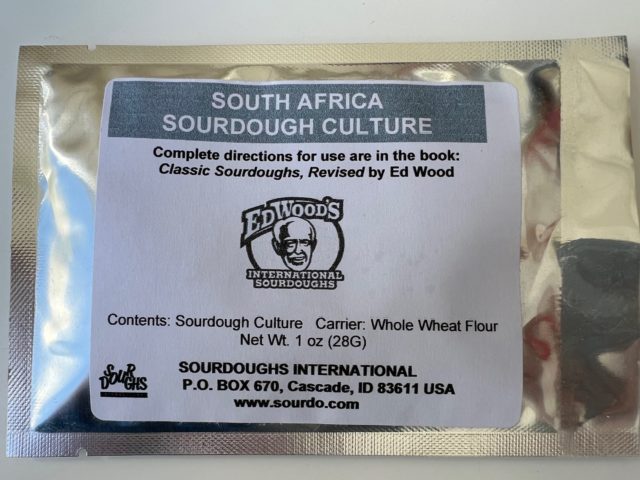 SOUTH AFRICA
SOURDOUGH CULTURE
Complete directions for use are in the book:
Classic Sourdoughs, Revised by Ed Wood
ED WOOD'S
INTERNATIONAL
SOURDOUGHS
Contents: Sourdough Culture Carrier: Whole Wheat Flour
Net Wt. 1 oz (28G)
SOURDOUGHS
SOURDOUGHS INTERNATIONAL
P.O. BOX 670, Cascade, ID 83611 USA
www.sourdo.com